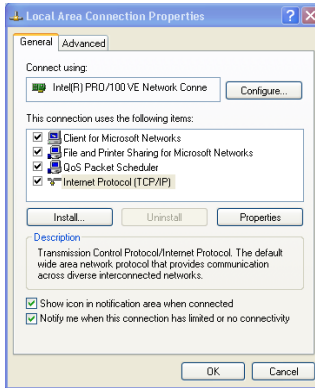 Local Area Connection Properties
General Advanced
Connect using:
Intel(R) PRO/100 VE Network Conne
Configure...
This connection uses the following items:
Client for Microsoft Networks
File and Printer Sharing for Microsoft Networks
QoS Packet Scheduler
Internet Protocol (TCP/IP)
Install... Uninstall Properties
Description
Transmission Control Protocol/Internet Protocol. The default
wide area network protocol that provides communication
across diverse interconnected networks.
Show icon in notification area when connected
Notify me when this connection has limited or no connectivity
OK Cancel